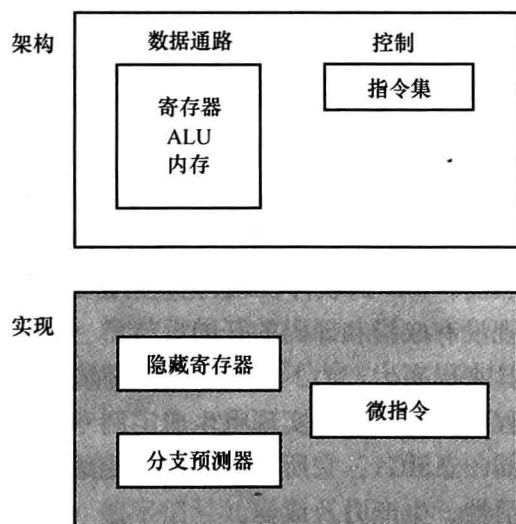 架构
数据通路
控制
寄存器
ALU
内存
指令集
实现
隐藏寄存器
微指令
分支预测器